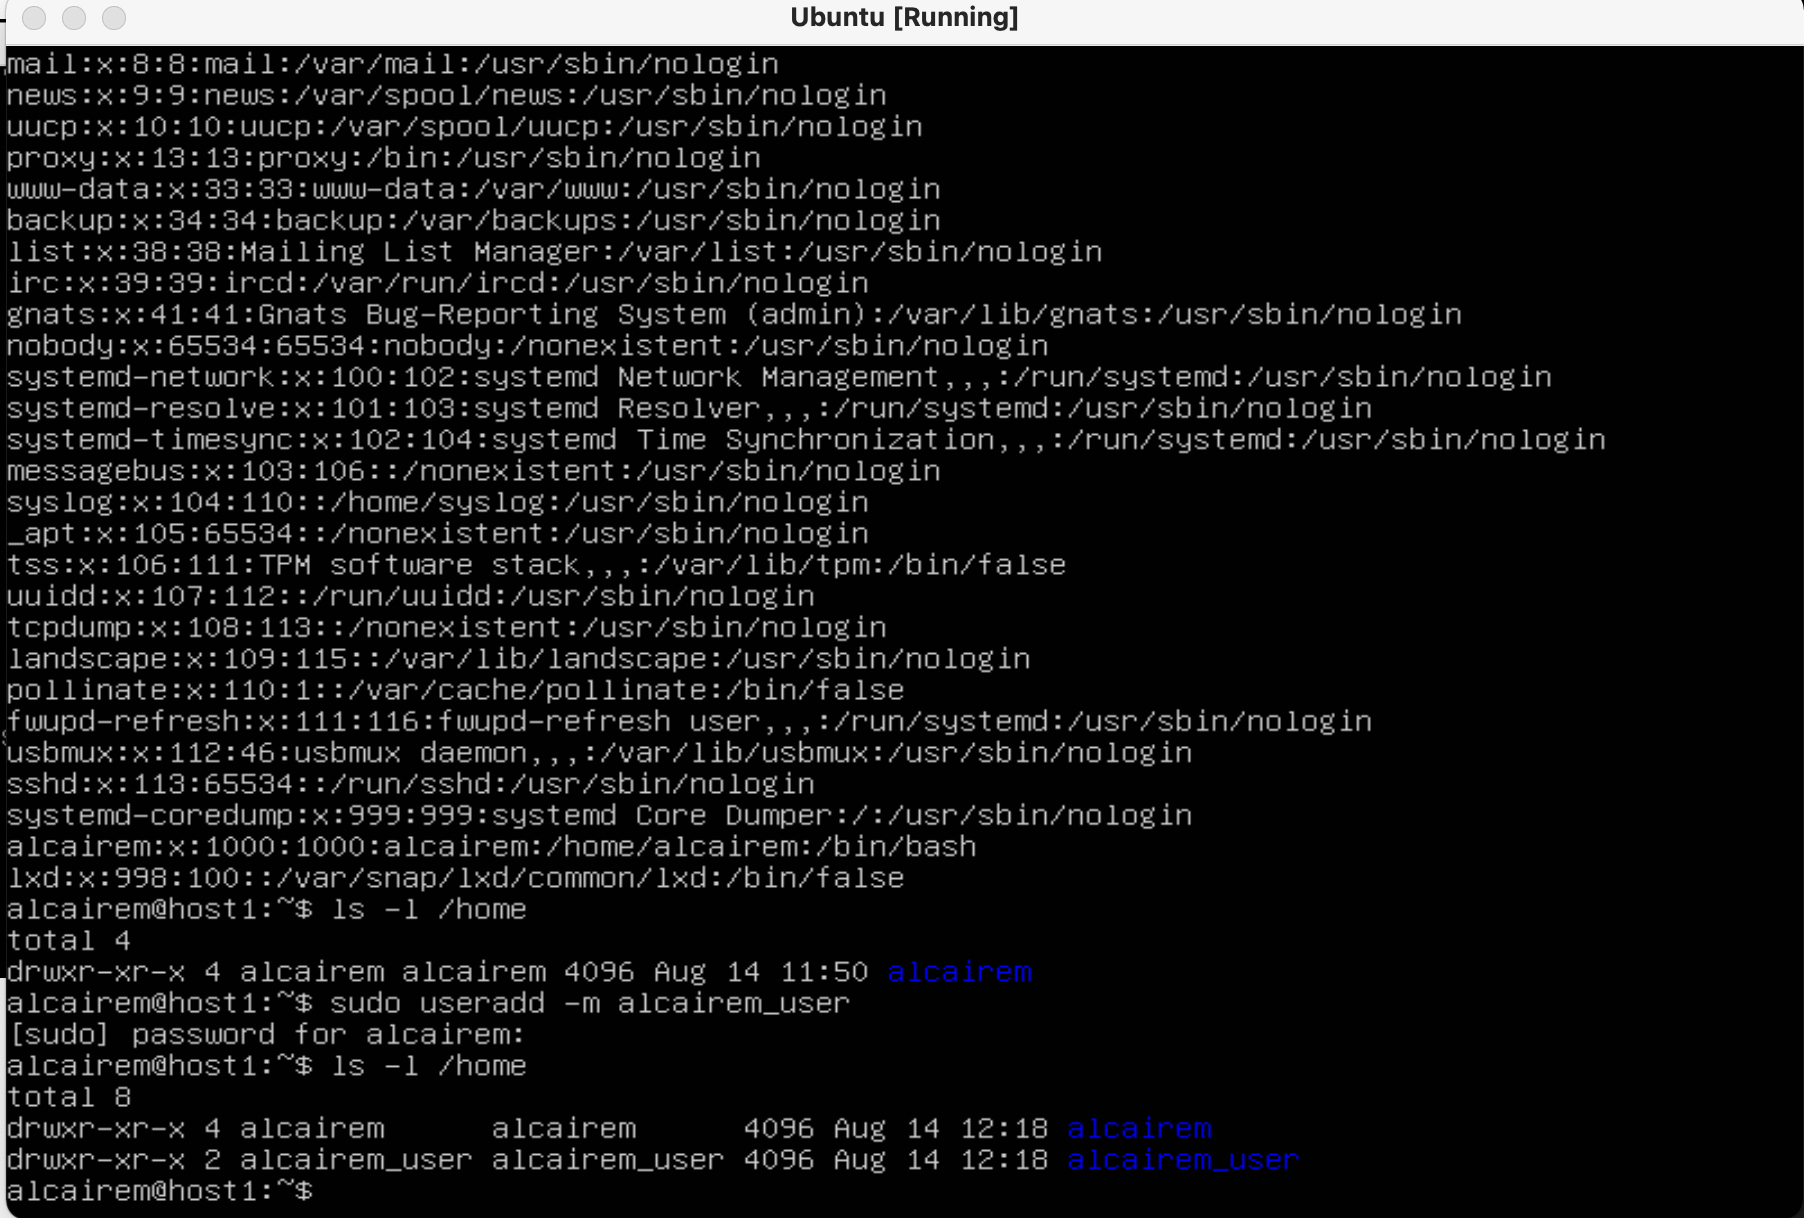 Ubuntu [Running]
mail:x:8:8:mail:/var/mail:/usr/sbin/nologin
news:x:9:9:news:/var/spool/news:/usr/sbin/nologin
uucp:x:10:10:uucp:/var/spool/uucp:/usr/sbin/nologin
proxy:x:13:13:proxy:/bin:/usr/sbin/nologin
www-data:x:33:33:www-data:/var/www:/usr/sbin/nologin
backup:x:34:34:backup:/var/backups:/usr/sbin/nologin
list:x:38:38:Mailing List Manager:/var/list:/usr/sbin/nologin
irc:x:39:39:ircd:/var/run/ircd:/usr/sbin/nologin
gnats:x:41:41:Gnats Bug-Reporting System (admin):/var/lib/gnats:/usr/sbin/nologin
nobody:x:65534:65534:nobody:/nonexistent:/usr/sbin/nologin
systemd-network:x:100:102:systemd Network Management,,,:/run/systemd:/usr/sbin/nologin
systemd-resolve:x:101:103:systemd Resolver,,,:/run/systemd:/usr/sbin/nologin
systemd-timesync:x:102:104:systemd Time Synchronization,,,:/run/systemd:/usr/sbin/nologin
messagebus:x:103:106::/nonexistent:/usr/sbin/nologin
syslog:x:104:110::/home/syslog:/usr/sbin/nologin
_apt:x:105:65534::/nonexistent:/usr/sbin/nologin
tss:x:106:111:TPM software stack,,,:/var/lib/tpm:/bin/false
uuidd:x:107:112::/run/uuidd:/usr/sbin/nologin
tcpdump:x:108:113::/nonexistent:/usr/sbin/nologin
landscape:x:109:115::/var/lib/landscape:/usr/sbin/nologin
pollinate:x:110:1::/var/cache/pollinate:/bin/false
fwupd-refresh:x:111:116:fwupd-refresh user,,,:/run/systemd:/usr/sbin/nologin
usbmux:x:112:46:usbmux daemon,,,:/var/lib/usbmux:/usr/sbin/nologin
sshd:x:113:65534::/run/sshd:/usr/sbin/nologin
systemd-coredump:x:999:999:systemd Core Dumper:/:/usr/sbin/nologin
alcairem:x:1000:1000:alcairem:/home/alcairem:/bin/bash
lxd:x:998:100::/var/snap/lxd/common/lxd:/bin/false
alcairem@host1:~$ ls -l /home
total 4
drwxr-xr-x 4 alcairem alcairem 4096 Aug 14 11:50 alcairem
alcairem@host1:~$ sudo useradd -m alcairem_user
[sudo] password for alcairem:
alcairem@host1:~$ ls -l /home
total 8
drwxr-xr-x 4 alcairem      alcairem      4096 Aug 14 12:18 alcairem
drwxr-xr-x 2 alcairem_user alcairem_user 4096 Aug 14 12:18 alcairem_user
alcairem@host1:~$